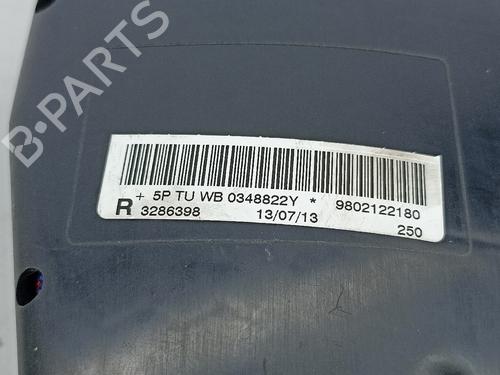 B-PARTS
+ 5P TU WB 0348822Y * 9802122180
R 3286398 13/07/13 250